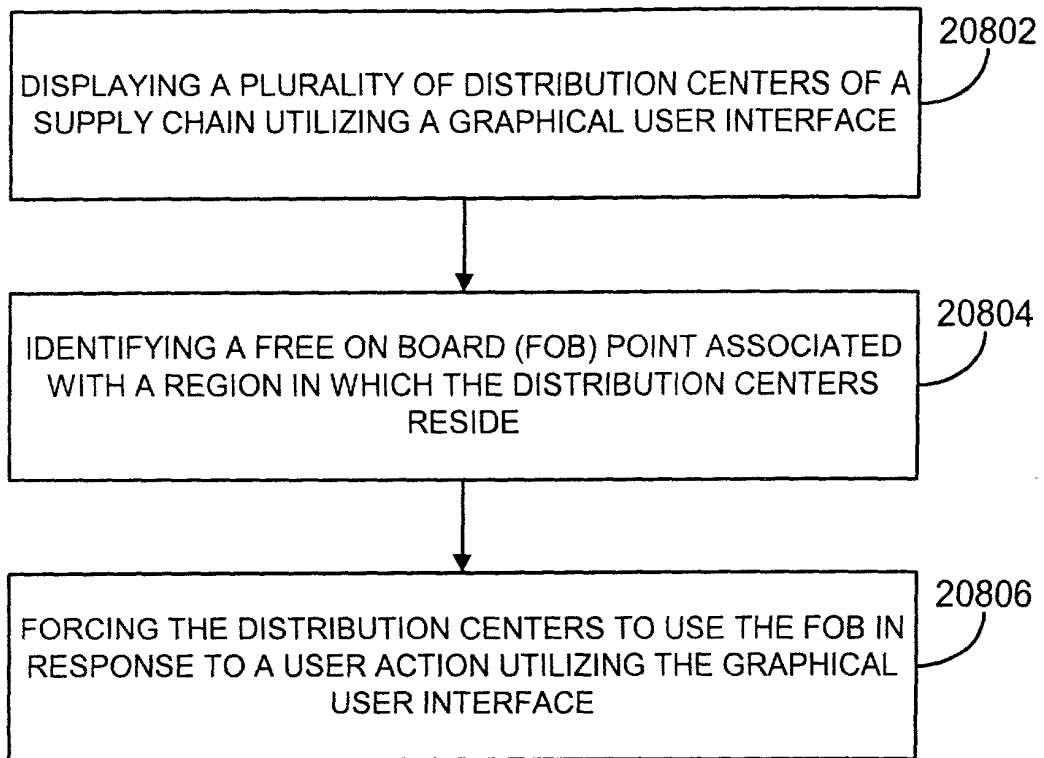 20802
DISPLAYING A PLURALITY OF DISTRIBUTION CENTERS OF A
SUPPLY CHAIN UTILIZING A GRAPHICAL USER INTERFACE
20804
IDENTIFYING A FREE ON BOARD (FOB) POINT ASSOCIATED
WITH A REGION IN WHICH THE DISTRIBUTION CENTERS
RESIDE
20806
FORCING THE DISTRIBUTION CENTERS TO USE THE FOB IN
RESPONSE TO A USER ACTION UTILIZING THE GRAPHICAL
USER INTERFACE